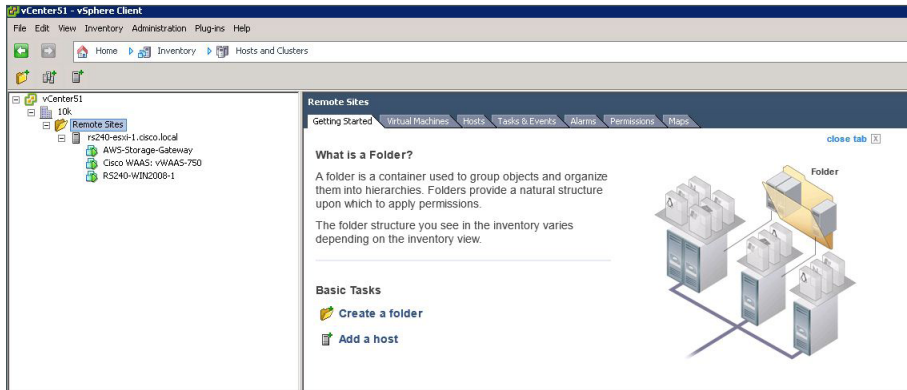 vCenter51 - vSphere Client
File Edit View Inventory Administration Plug-ins Help
Home Inventory Hosts and Clusters
vCenter51
10k
Remote Sites
rs240-esxi-1.cisco.local
AWS-Storage-Gateway
Cisco WAAS: vWAAS-750
RS240-WIN2008-1
Remote Sites
Getting Started Virtual Machines Hosts Tasks & Events Alarms Permissions Maps
close tab X
What is a Folder?
A folder is a container used to group objects and organize
them into hierarchies. Folders provide a natural structure
upon which to apply permissions.
The folder structure you see in the inventory varies
depending on the inventory view.
Basic Tasks
Create a folder
Add a host
Folder